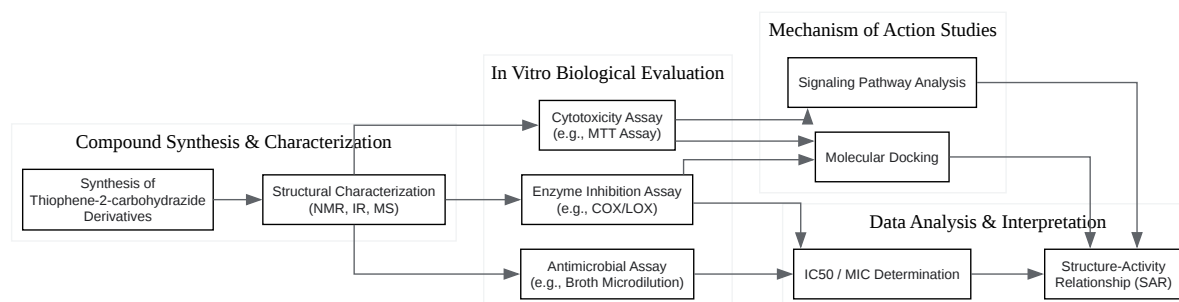 Mechanism of Action Studies
In Vitro Biological Evaluation
Signaling Pathway Analysis
Cytotoxicity Assay
(e.g., MTT Assay)
Compound Synthesis & Characterization
Molecular Docking
Synthesis of
Thiophene-2-carbohydrazide
Derivatives
Structural Characterization
(NMR, IR, MS)
Enzyme Inhibition Assay
(e.g., COX/LOX)
Data Analysis & Interpretation
Antimicrobial Assay
(e.g., Broth Microdilution)
IC50 / MIC Determination
Structure-Activity
Relationship (SAR)